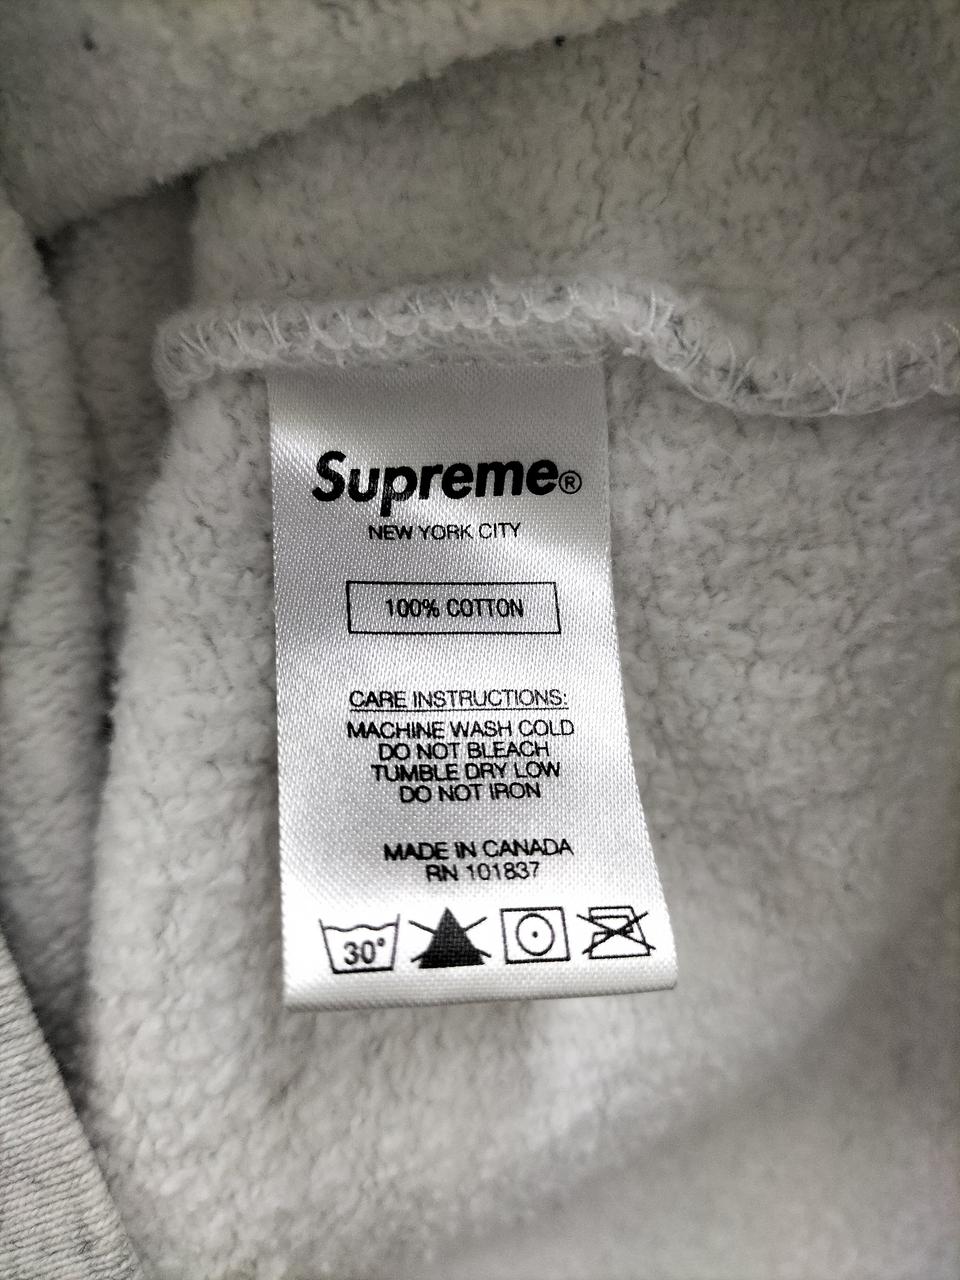 Supreme®
NEW YORK CITY
100% COTTON
CARE INSTRUCTIONS:
MACHINE WASH COLD
DO NOT BLEACH
TUMBLE DRY LOW
DO NOT IRON
MADE IN CANADA
RN 101837
30°